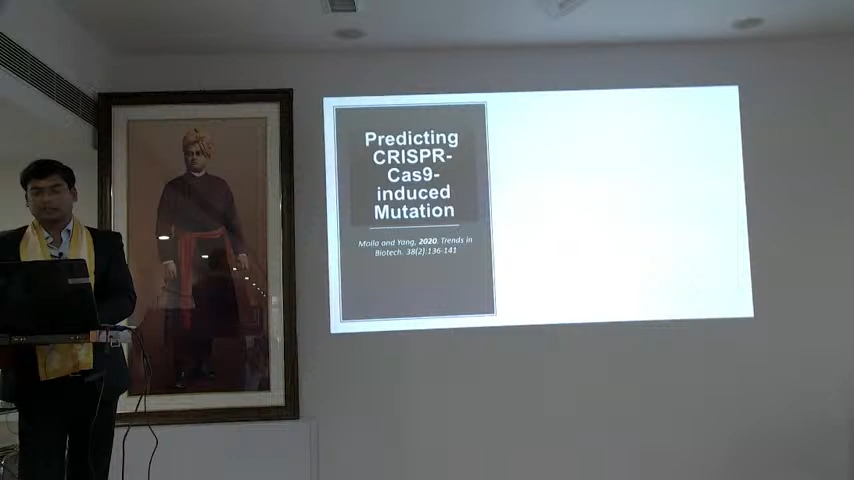 Predicting
CRISPR-
Cas9-
induced
Mutation
Molla and Yang, 2020, Trends in
Biotech. 38(2):136-141